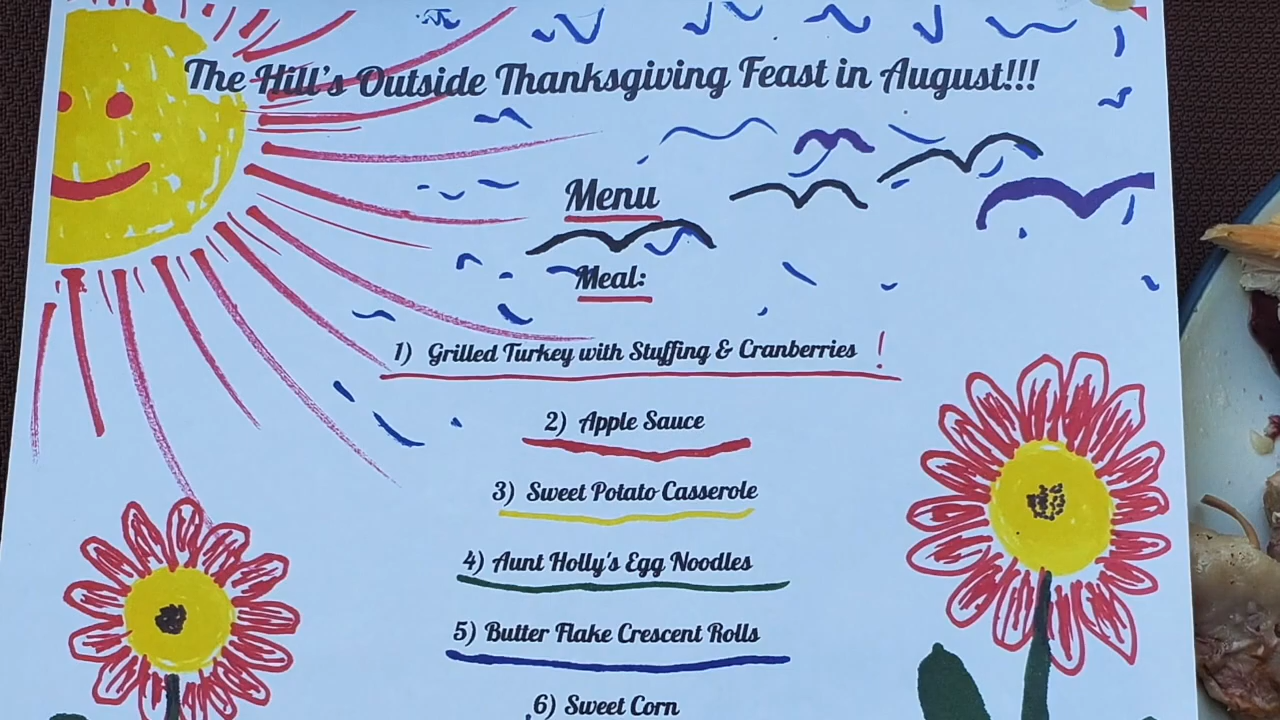 The Hill's Outside Thanksgiving Feast in August!!!
Menu
Meal:
1) Grilled Turkey with Stuffing & Cranberries !
2) Apple Sauce
3) Sweet Potato Casserole
4) Aunt Holly's Egg Noodles
5) Butter Flake Crescent Rolls
6) Sweet Corn